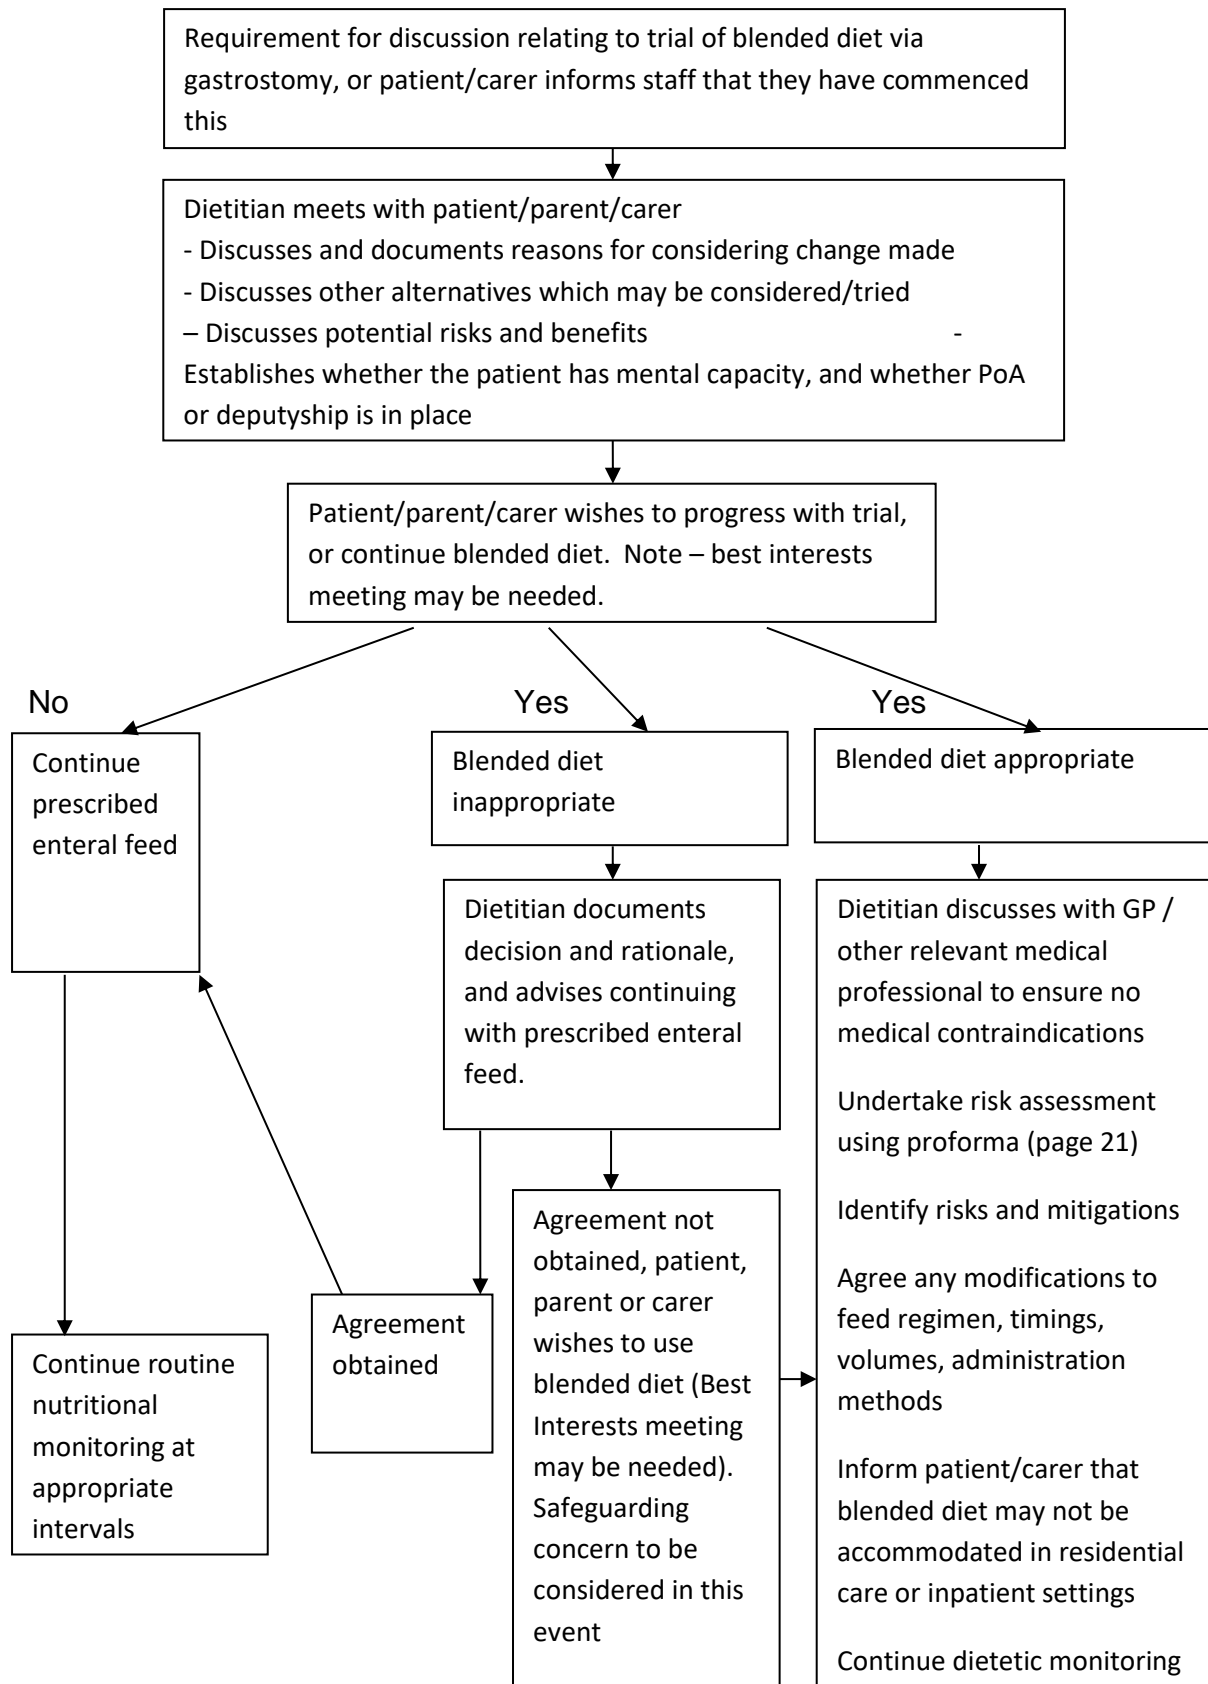 Requirement for discussion relating to trial of blended diet via
gastrostomy, or patient/carer informs staff that they have commenced
this
Dietitian meets with patient/parent/carer
- Discusses and documents reasons for considering change made
- Discusses other alternatives which may be considered/tried
– Discusses potential risks and benefits -
Establishes whether the patient has mental capacity, and whether PoA
or deputyship is in place
Patient/parent/carer wishes to progress with trial,
or continue blended diet.  Note – best interests
meeting may be needed.
No
Yes
Yes
Continue
prescribed
enteral feed
Blended diet
inappropriate
Blended diet appropriate
Dietitian documents
decision and rationale,
and advises continuing
with prescribed enteral
feed.
Dietitian discusses with GP /
other relevant medical
professional to ensure no
medical contraindications
Undertake risk assessment
using proforma (page 21)
Identify risks and mitigations
Agree any modifications to
feed regimen, timings,
volumes, administration
methods
Inform patient/carer that
blended diet may not be
accommodated in residential
care or inpatient settings
Continue dietetic monitoring
Agreement not
obtained, patient,
parent or carer
wishes to use
blended diet (Best
Interests meeting
may be needed).
Safeguarding
concern to be
considered in this
event
Agreement
obtained
Continue routine
nutritional
monitoring at
appropriate
intervals